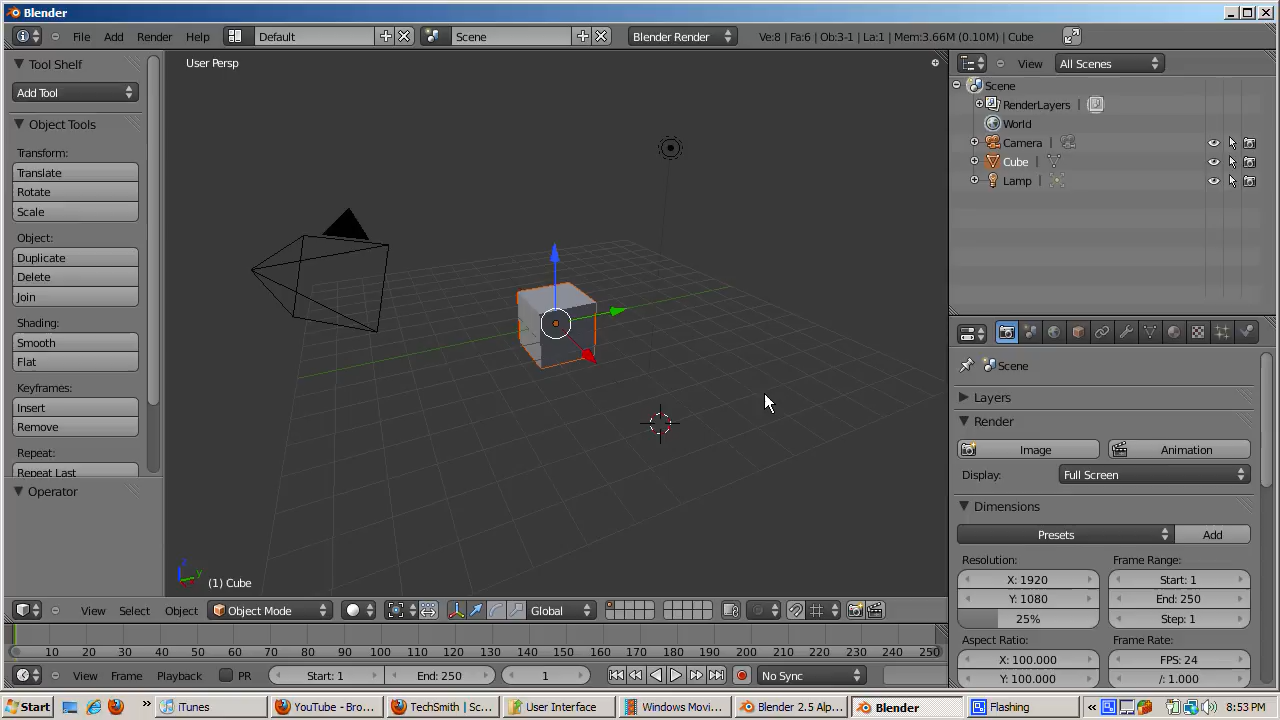 Blender
File Add Render Help Default Scene Blender Render Ve:8 | Fa:6 | Ob:3-1 | La:1 | Mem:3.66M (0.10M) | Cube
Tool Shelf
Add Tool
Object Tools
Transform:
Translate
Rotate
Scale
Object:
Duplicate
Delete
Join
Shading:
Smooth
Flat
Keyframes:
Insert
Remove
Repeat:
Repeat Last
Operator
User Persp
z
y
(1) Cube
View Select Object Object Mode Global
View All Scenes
Scene
RenderLayers |
World
Camera |
Cube |
Lamp |
Scene
Layers
Render
Image Animation
Display: Full Screen
Dimensions
Presets Add
Resolution: Frame Range:
X: 1920 Start: 1
Y: 1080 End: 250
25% Step: 1
Aspect Ratio: Frame Rate:
X: 100.000 FPS: 24
Y: 100.000 /: 1.000
10 20 30 40 50 60 70 80 90 100 110 120 130 140 150 160 170 180 190 200 210 220 230 240 250
View Frame Playback PR Start: 1 End: 250 1 No Sync
Start » iTunes YouTube - Bro... TechSmith | Sc... User Interface Windows Movi... Blender 2.5 Alp... Blender Flashing 8:53 PM